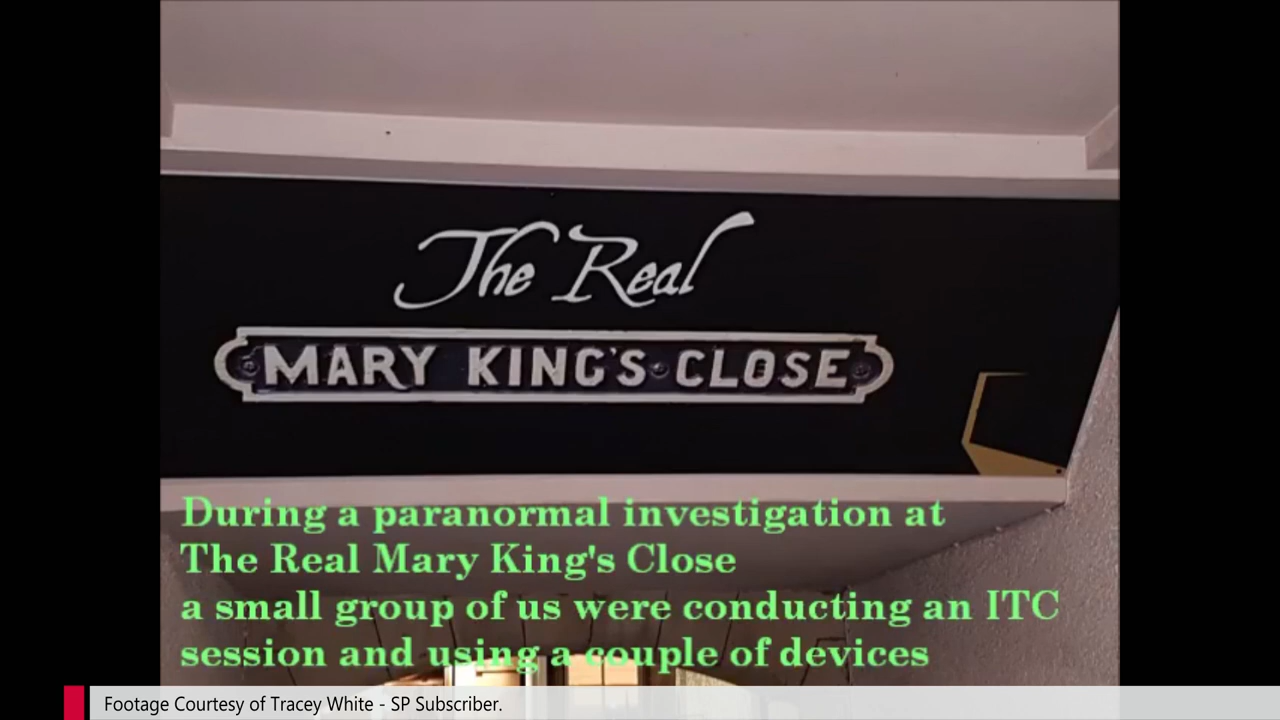 The Real
MARY KING'S CLOSE
During a paranormal investigation at
The Real Mary King's Close
a small group of us were conducting an ITC
session and using a couple of devices
Footage Courtesy of Tracey White - SP Subscriber.